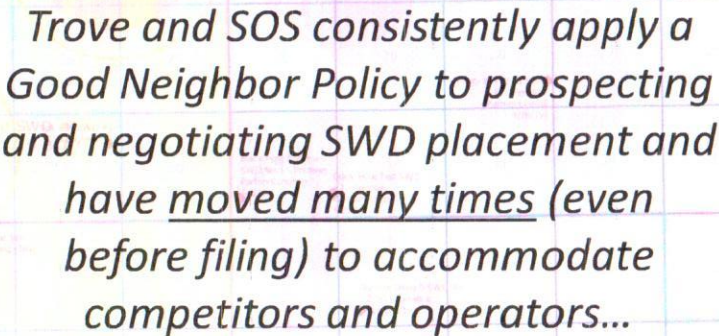 Trove and SOS consistently apply a
Good Neighbor Policy to prospecting
and negotiating SWD placement and
have moved many times (even
before filing) to accommodate
competitors and operators...